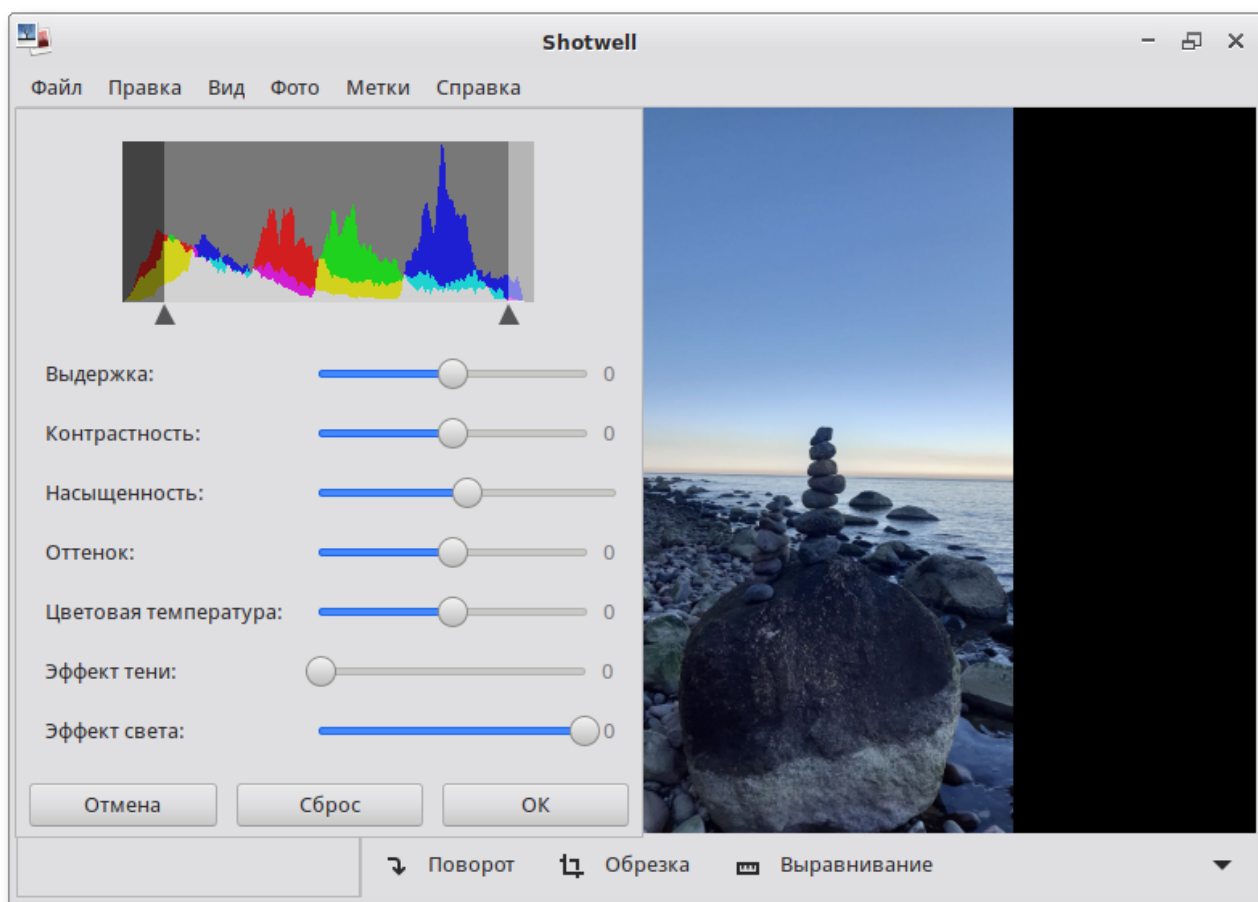 Shotwell
Файл Правка Вид Фото Метки Справка
Выдержка: 0
Контрастность: 0
Насыщенность:
Оттенок: 0
Цветовая температура: 0
Эффект тени: 0
Эффект света: 0
Отмена Сброс ОК
Поворот Обрезка Выравнивание